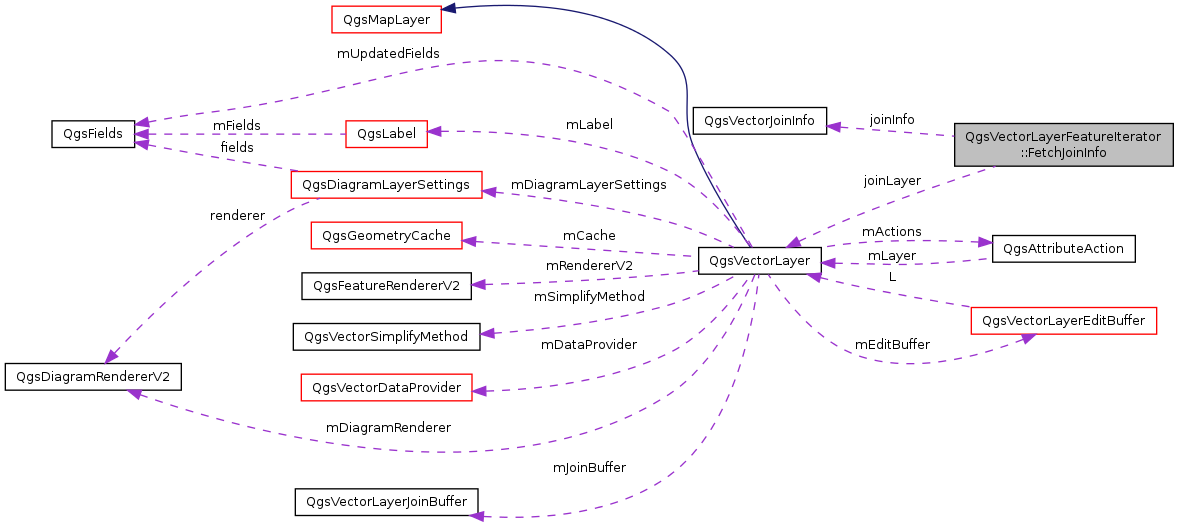 QgsMapLayer
mUpdatedFields
QgsFields
mFields
QgsLabel
mLabel
QgsVectorJoinInfo
joinInfo
QgsVectorLayerFeatureIterator
::FetchJoinInfo
fields
QgsDiagramLayerSettings
mDiagramLayerSettings
joinLayer
renderer
QgsGeometryCache
mCache
mActions
QgsAttributeAction
mLayer
QgsVectorLayer
mRendererV2
QgsFeatureRendererV2
L
mSimplifyMethod
QgsVectorLayerEditBuffer
QgsVectorSimplifyMethod
mDataProvider
mEditBuffer
QgsDiagramRendererV2
QgsVectorDataProvider
mDiagramRenderer
mJoinBuffer
QgsVectorLayerJoinBuffer